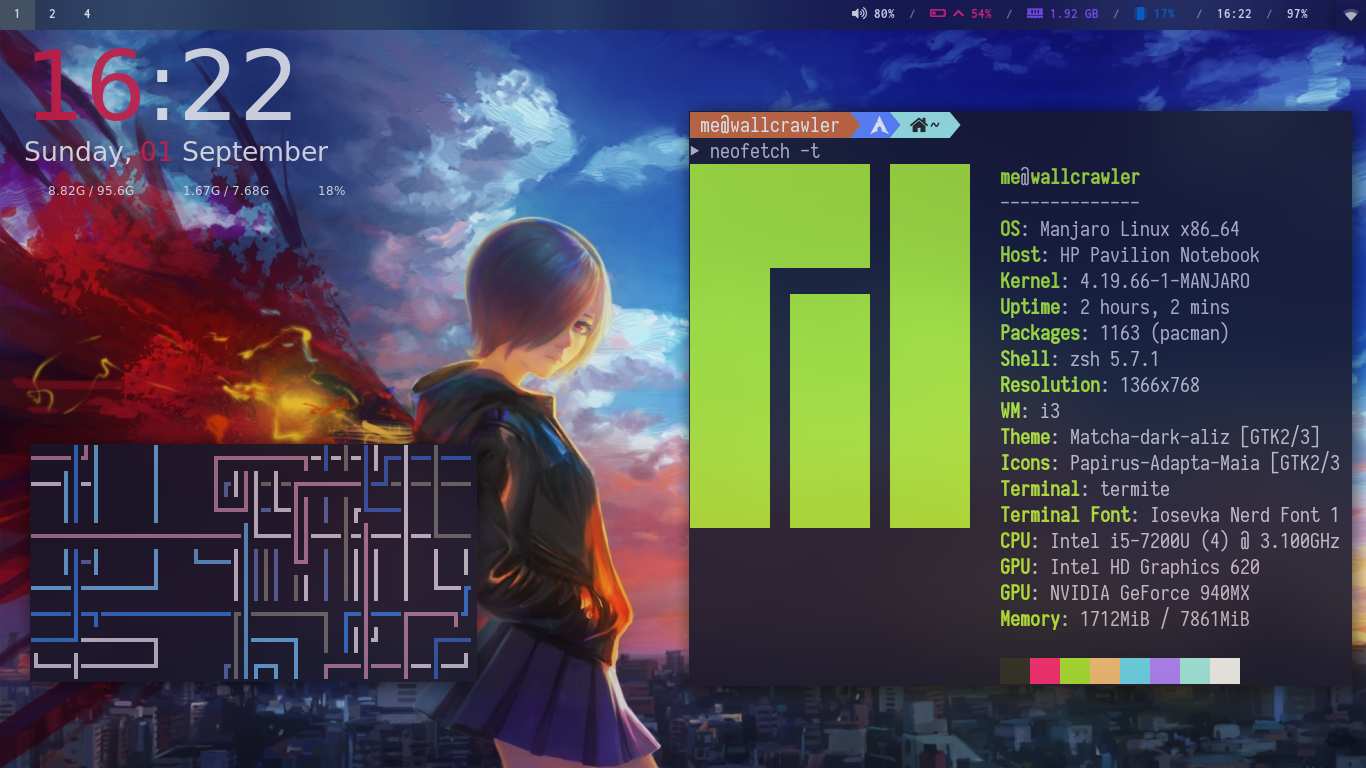 1 2 4 80% / 54% / 1.92 GB / 17% / 16:22 / 97%
16:22
Sunday, 01 September
8.82G / 95.6G 1.67G / 7.68G 18%
me@wallcrawler ~
neofetch -t
me@wallcrawler
--------------
OS: Manjaro Linux x86_64
Host: HP Pavilion Notebook
Kernel: 4.19.66-1-MANJARO
Uptime: 2 hours, 2 mins
Packages: 1163 (pacman)
Shell: zsh 5.7.1
Resolution: 1366x768
WM: i3
Theme: Matcha-dark-aliz [GTK2/3]
Icons: Papirus-Adapta-Maia [GTK2/3
Terminal: termite
Terminal Font: Iosevka Nerd Font 1
CPU: Intel i5-7200U (4) @ 3.100GHz
GPU: Intel HD Graphics 620
GPU: NVIDIA GeForce 940MX
Memory: 1712MiB / 7861MiB